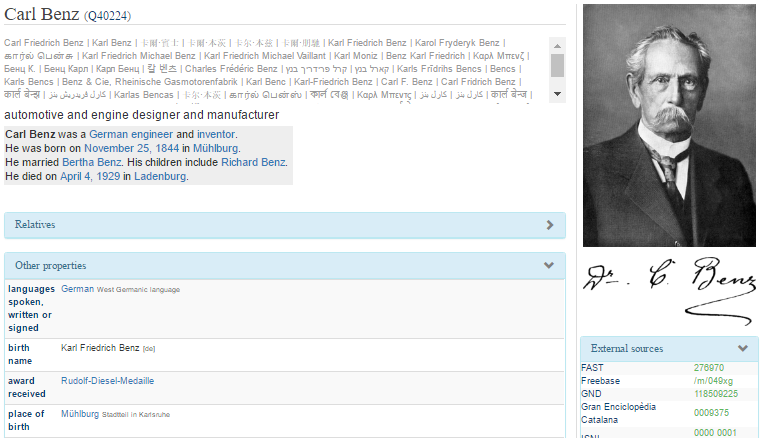 Carl Benz (Q40224)
Carl Friedrich Benz | Karl Benz | 卡爾·賓士 | 卡爾·本茨 | 卡尔·本兹 | 卡爾·朋馳 | Karl Friedrich Benz | Karol Fryderyk Benz |
கார்ல் பென்சு | Karl Friedrich Michael Benz | Karl Friedrich Michael Vaillant | Karl Moniz | Benz Karl Friedrich | Καρλ Μπενζ |
Бенц К. | Бенц Карл | Карл Бенц | 칼 벤츠 | Charles Frédéric Benz | קרל פרידריך בנץ | קארל בנץ | Karls Frīdrihs Bencs | Bencs |
Karls Bencs | Benz & Cie, Rheinische Gasmotorenfabrik | Karl Benc | Karl-Friedrich Benz | Carl F. Benz | Carl Fridrich Benz |
कार्ल बेन्झ | كارل فريدريش بنز | Karlas Bencas | 卡尔·本茨 | கார்ல் பென்ஸ் | कार्ल বেঞ্জ | Καρλ Μπεντς | كارل بنز | کارل بنز | कार्ल बेन्ज |
automotive and engine designer and manufacturer
Carl Benz was a German engineer and inventor.
He was born on November 25, 1844 in Mühlburg.
He married Bertha Benz. His children include Richard Benz.
He died on April 4, 1929 in Ladenburg.
Relatives
Other properties
languages spoken, written or signed
German West Germanic language
birth name
Karl Friedrich Benz [de]
award received
Rudolf-Diesel-Medaille
place of birth
Mühlburg Stadtteil in Karlsruhe
Dr. C. Benz
External sources
FAST 276970
Freebase /m/049xg
GND 118509225
Gran Enciclopèdia Catalana 0009375
ISNI 0000 0001